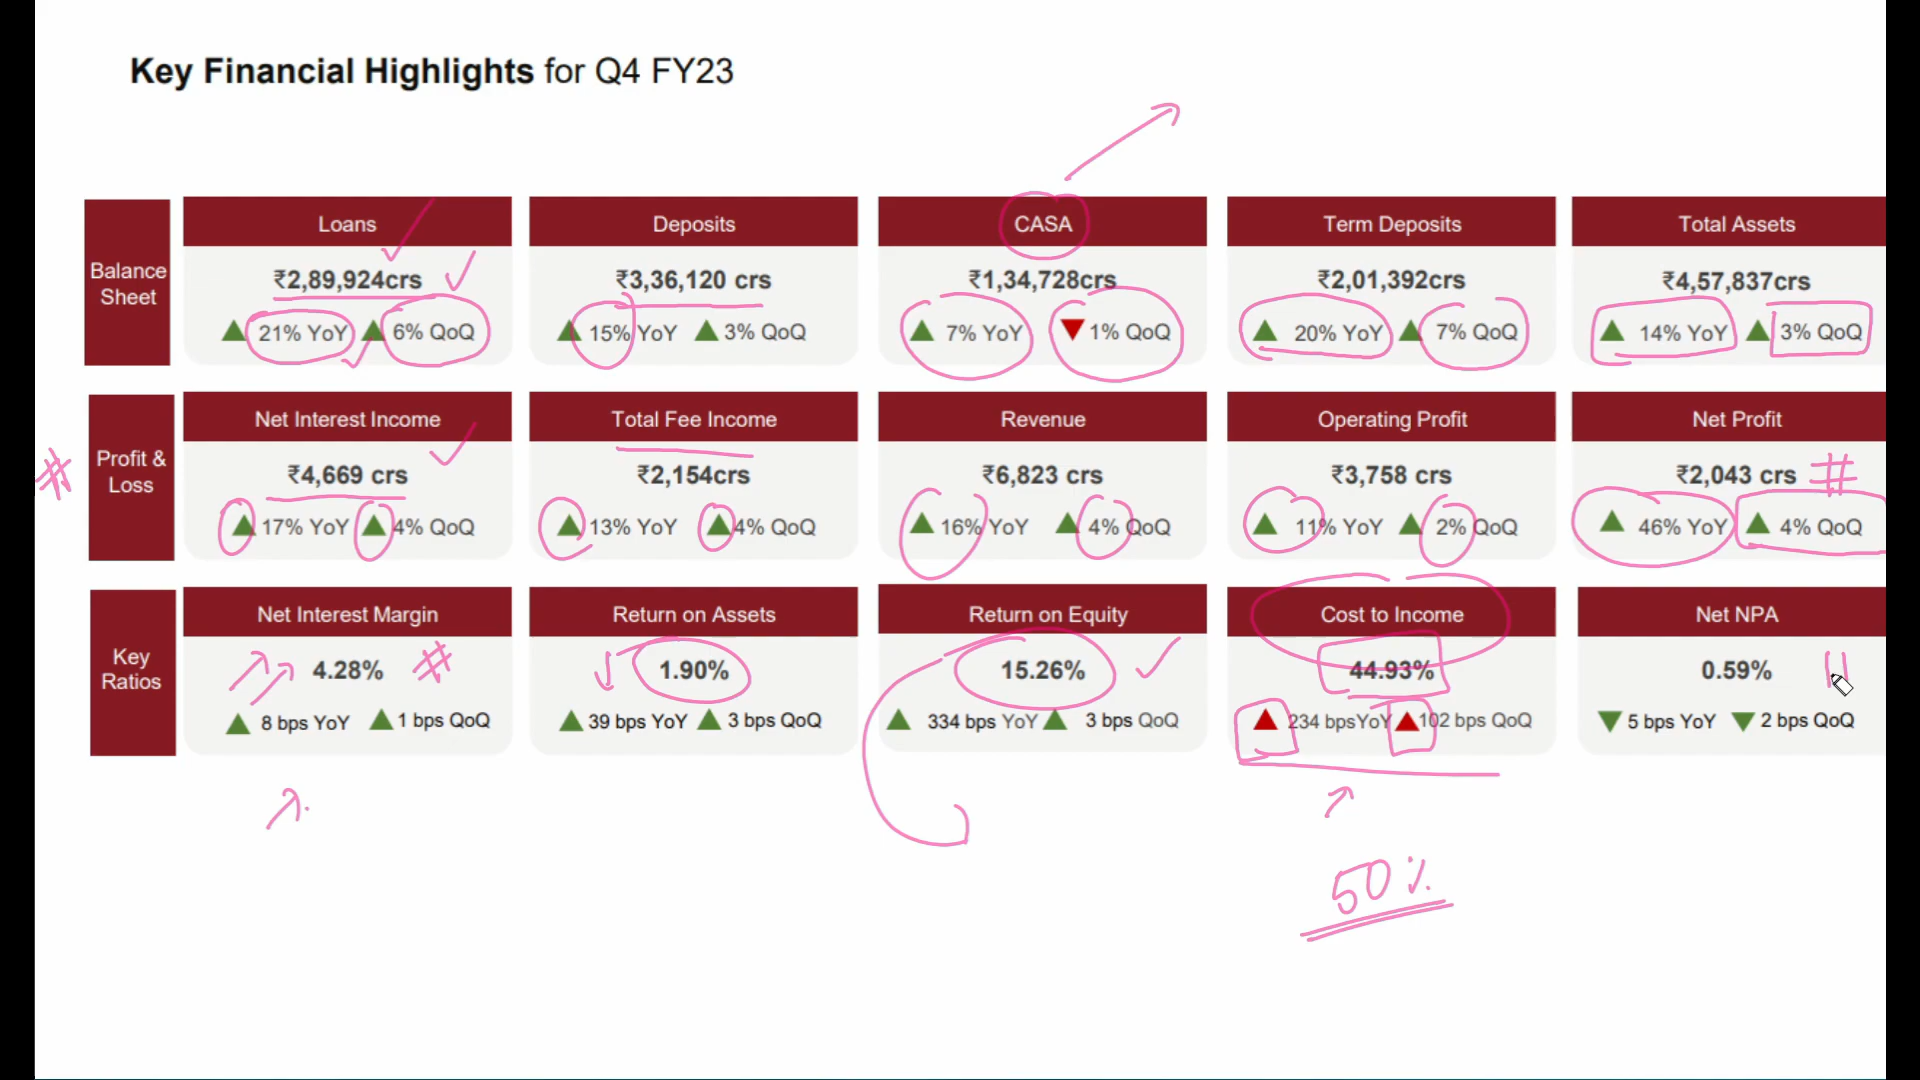 Key Financial Highlights for Q4 FY23
Balance Sheet
Loans
₹2,89,924crs
21% YoY 6% QoQ
Deposits
₹3,36,120 crs
15% YoY 3% QoQ
CASA
₹1,34,728crs
7% YoY 1% QoQ
Term Deposits
₹2,01,392crs
20% YoY 7% QoQ
Total Assets
₹4,57,837crs
14% YoY 3% QoQ
#
Profit & Loss
Net Interest Income
₹4,669 crs
17% YoY 4% QoQ
Total Fee Income
₹2,154crs
13% YoY 4% QoQ
Revenue
₹6,823 crs
16% YoY 4% QoQ
Operating Profit
₹3,758 crs
11% YoY 2% QoQ
Net Profit
₹2,043 crs #
46% YoY 4% QoQ
Key Ratios
Net Interest Margin
4.28% #
8 bps YoY 1 bps QoQ
Return on Assets
1.90%
39 bps YoY 3 bps QoQ
Return on Equity
15.26%
334 bps YoY 3 bps QoQ
Cost to Income
44.93%
234 bpsYoY 102 bps QoQ
Net NPA
0.59%
5 bps YoY 2 bps QoQ
50%